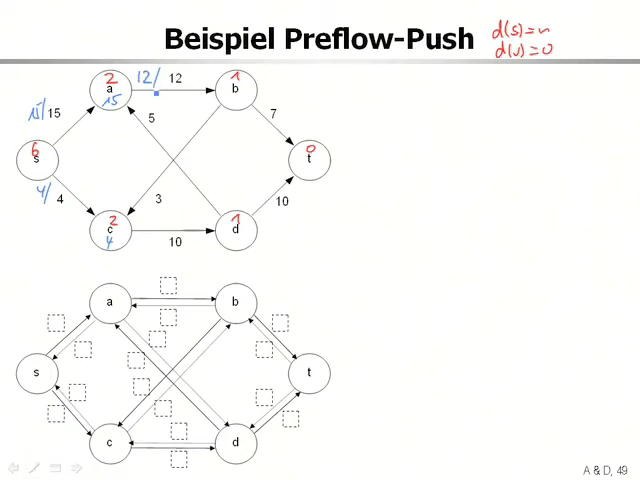 Beispiel Preflow-Push
d(s)=n
d(v)=0
2
12/ 12
1
a
b
15
15/ 15
5
7
6
s
0
t
4/ 4
3
10
2
c
4
1
d
10
a
b
s
t
c
d
A & D, 49